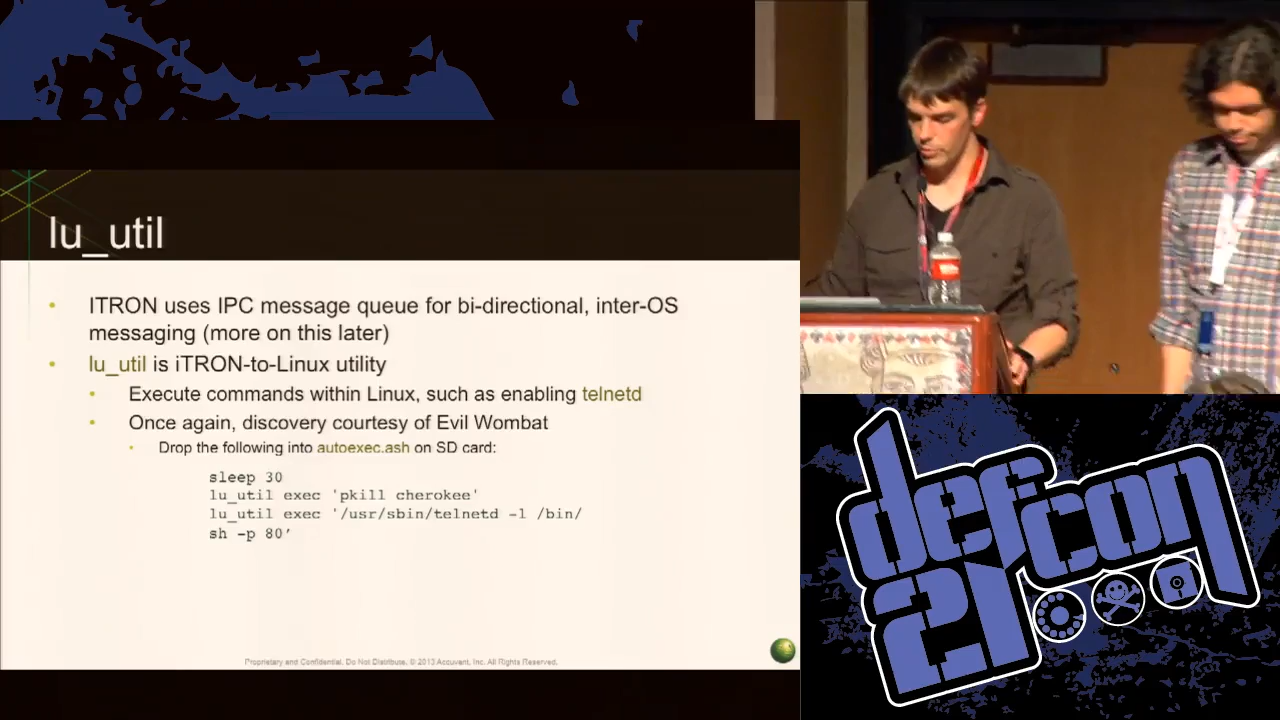 lu_util
• ITRON uses IPC message queue for bi-directional, inter-OS
messaging (more on this later)
• lu_util is iTRON-to-Linux utility
• Execute commands within Linux, such as enabling telnetd
• Once again, discovery courtesy of Evil Wombat
• Drop the following into autoexec.ash on SD card:
sleep 30
lu_util exec 'pkill cherokee'
lu_util exec '/usr/sbin/telnetd -l /bin/
sh -p 80’
Proprietary and Confidential. Do Not Distribute. © 2013 Accuvant, Inc. All Rights Reserved.
defcon
21